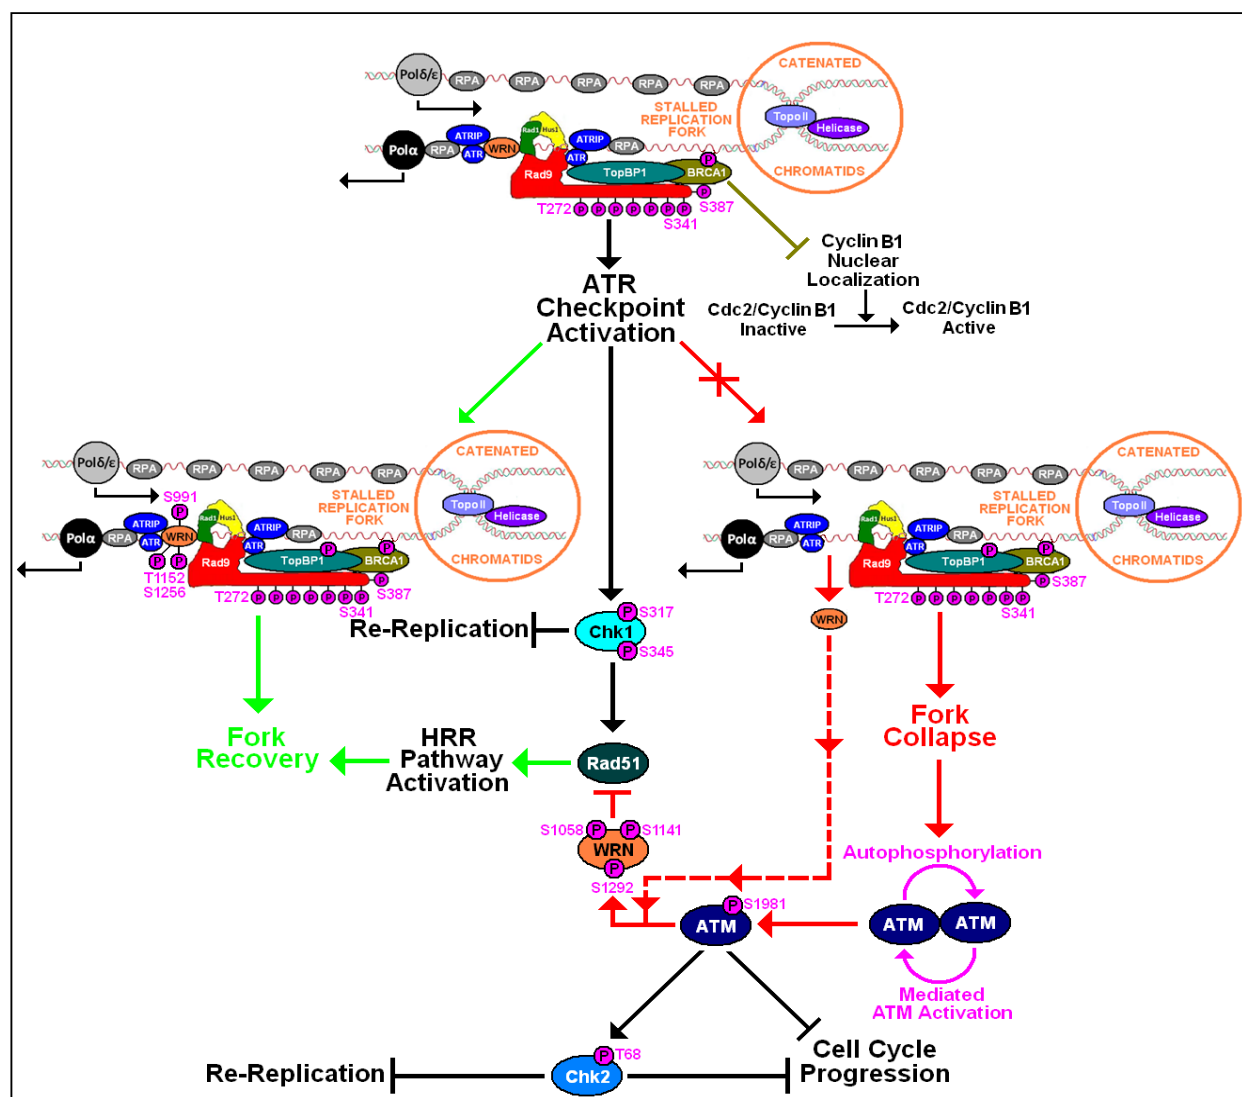 CATENATED
Polδ/ε
RPA
RPA
RPA
RPA
RPA
STALLED
REPLICATION
FORK
Topo II
Helicase
Rad1
Hus1
ATRIP
ATRIP
Polα
RPA
ATR
WRN
ATR
RPA
P
Rad9
TopBP1
BRCA1
CHROMATIDS
T272
P P P P P P P
P
S387
S341
Cyclin B1
Nuclear
Localization
ATR
Checkpoint
Activation
Cdc2/Cyclin B1
Inactive
Cdc2/Cyclin B1
Active
CATENATED
Polδ/ε
RPA
RPA
RPA
RPA
RPA
S991
P
STALLED
REPLICATION
FORK
Topo II
Helicase
Rad1
Hus1
ATRIP
ATRIP
Polα
RPA
ATR
WRN
ATR
RPA
P
P
P P
Rad9
TopBP1
BRCA1
CHROMATIDS
T1152
S1256
T272
P P P P P P P
P
S387
S341
CATENATED
Polδ/ε
RPA
RPA
RPA
RPA
RPA
STALLED
REPLICATION
FORK
Topo II
Helicase
Rad1
Hus1
ATRIP
ATRIP
Polα
RPA
ATR
ATR
RPA
P
P
Rad9
TopBP1
BRCA1
CHROMATIDS
T272
P P P P P P P
P
S387
S341
WRN
Re-Replication
P
S317
Chk1
P
S345
Fork
Recovery
HRR
Pathway
Activation
Rad51
Fork
Collapse
S1058
P
P
S1141
WRN
P
S1292
Autophosphorylation
P
S1981
ATM
ATM
ATM
Mediated
ATM Activation
Re-Replication
P
T68
Chk2
Cell Cycle
Progression